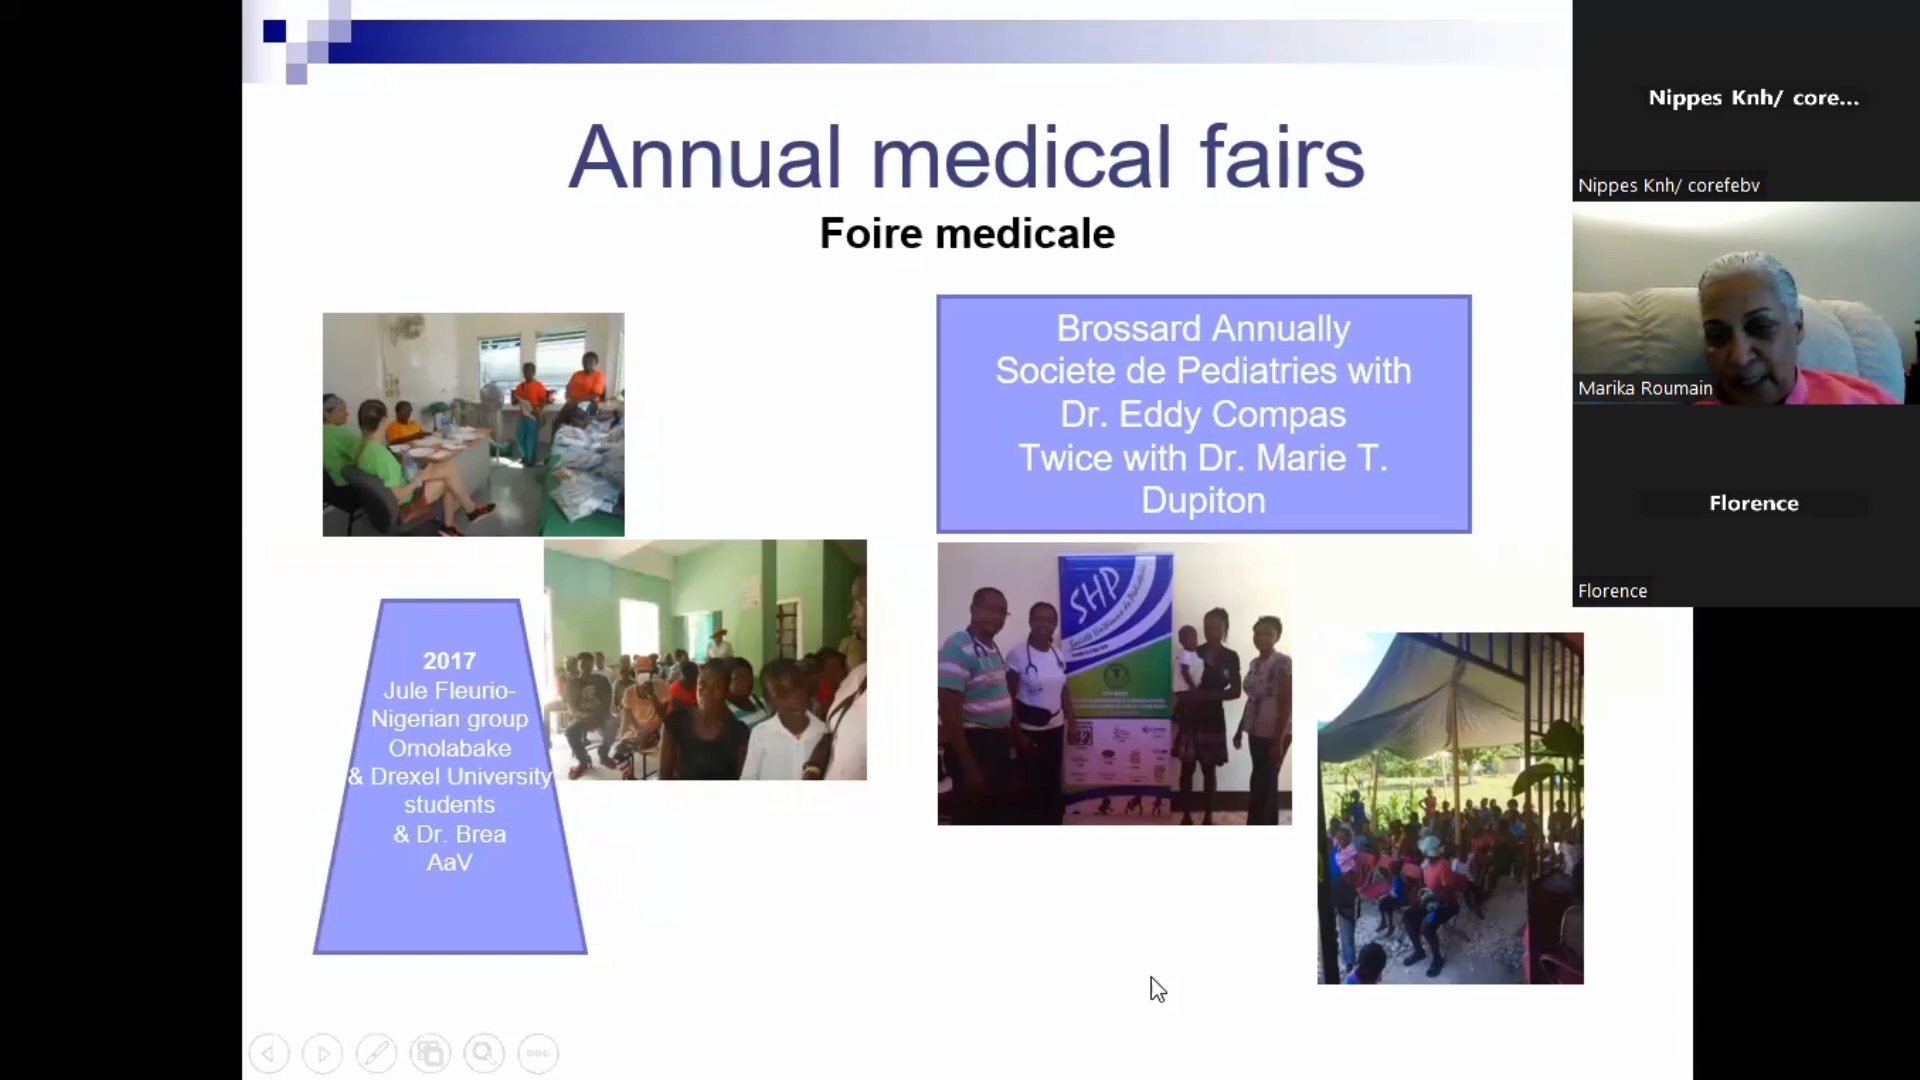 Annual medical fairs
Foire medicale
Brossard Annually
Societe de Pediatries with
Dr. Eddy Compas
Twice with Dr. Marie T.
Dupiton
SHP
2017
Jule Fleurio-
Nigerian group
Omolabake
& Drexel University
students
& Dr. Brea
AaV
Nippes Knh/ core...
Nippes Knh/ corefebv
Marika Roumain
Florence
Florence